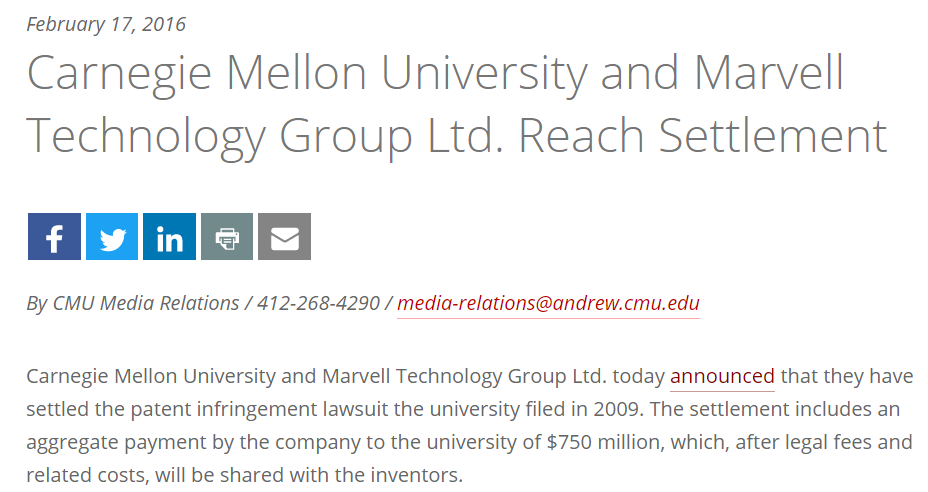 February 17, 2016
Carnegie Mellon University and Marvell
Technology Group Ltd. Reach Settlement
f in
By CMU Media Relations / 412-268-4290 / media-relations@andrew.cmu.edu
Carnegie Mellon University and Marvell Technology Group Ltd. today announced that they have
settled the patent infringement lawsuit the university filed in 2009. The settlement includes an
aggregate payment by the company to the university of $750 million, which, after legal fees and
related costs, will be shared with the inventors.